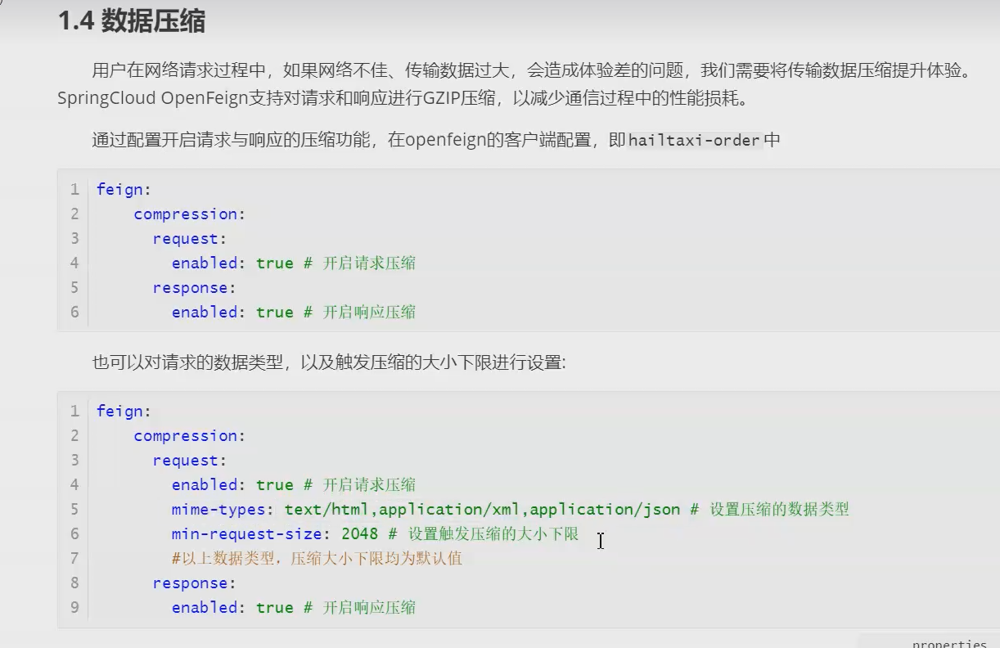 1.4 数据压缩
用户在网络请求过程中，如果网络不佳、传输数据过大，会造成体验差的问题，我们需要将传输数据压缩提升体验。
SpringCloud OpenFeign支持对请求和响应进行GZIP压缩，以减少通信过程中的性能损耗。
通过配置开启请求与响应的压缩功能，在openfeign的客户端配置，即hailtaxi-order中
1 feign:
2 compression:
3 request:
4 enabled: true # 开启请求压缩
5 response:
6 enabled: true # 开启响应压缩
也可以对请求的数据类型，以及触发压缩的大小下限进行设置:
1 feign:
2 compression:
3 request:
4 enabled: true # 开启请求压缩
5 mime-types: text/html,application/xml,application/json # 设置压缩的数据类型
6 min-request-size: 2048 # 设置触发压缩的大小下限
7 #以上数据类型，压缩大小下限均为默认值
8 response:
9 enabled: true # 开启响应压缩
properties